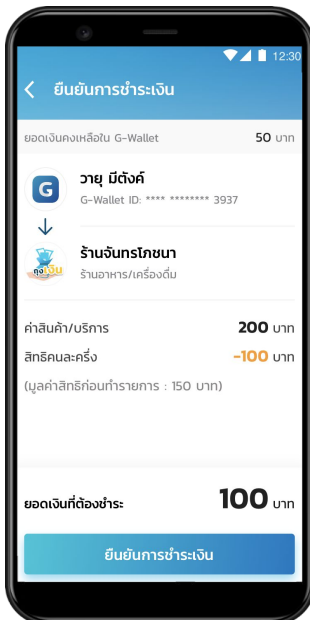 12:30
ยืนยันการชำระเงิน
ยอดเงินคงเหลือใน G-Wallet 50 บาท
G
วายุ มีตังค์
G-Wallet ID: **** ******** 3937
ถุงเงิน
ร้านจันทรโภชนา
ร้านอาหาร/เครื่องดื่ม
ค่าสินค้า/บริการ 200 บาท
สิทธิคนละครึ่ง -100 บาท
(มูลค่าสิทธิก่อนทำรายการ : 150 บาท)
ยอดเงินที่ต้องชำระ 100 บาท
ยืนยันการชำระเงิน